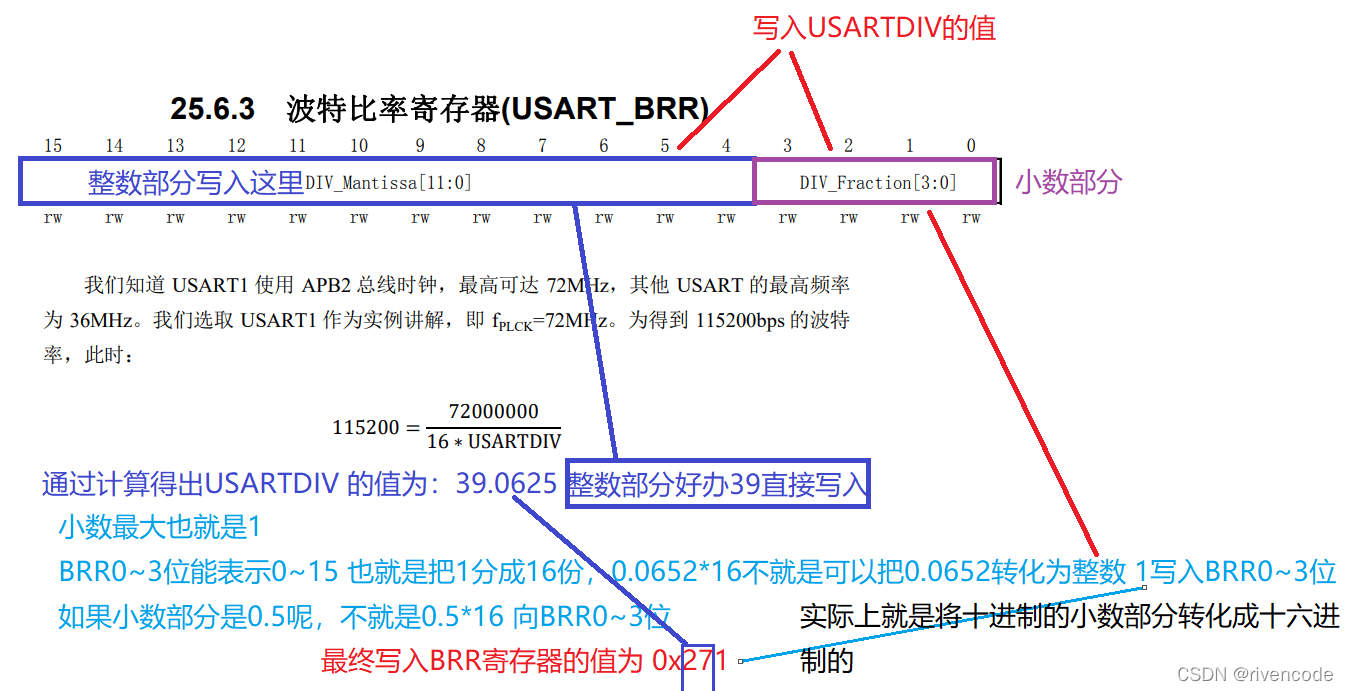 写入USARTDIV的值
25.6.3 波特比率寄存器(USART_BRR)
15 14 13 12 11 10 9 8 7 6 5 4 3 2 1 0
整数部分写入这里DIV_Mantissa[11:0] DIV_Fraction[3:0] 小数部分
rw rw rw rw rw rw rw rw rw rw rw rw rw rw rw rw
我们知道 USART1 使用 APB2 总线时钟，最高可达 72MHz，其他 USART 的最高频率
为 36MHz。我们选取 USART1 作为实例讲解，即 fPLCK=72MHz。为得到 115200bps 的波特
率，此时：
115200 = 72000000
16 * USARTDIV
通过计算得出USARTDIV 的值为：39.0625 整数部分好办39直接写入
小数最大也就是1
BRR0~3位能表示0~15 也就是把1分成16份，0.0652*16不就是可以把0.0652转化为整数 1写入BRR0~3位
如果小数部分是0.5呢，不就是0.5*16 向BRR0~3位
实际上就是将十进制的小数部分转化成十六进
制的
最终写入BRR寄存器的值为 0x271
CSDN @rivencode